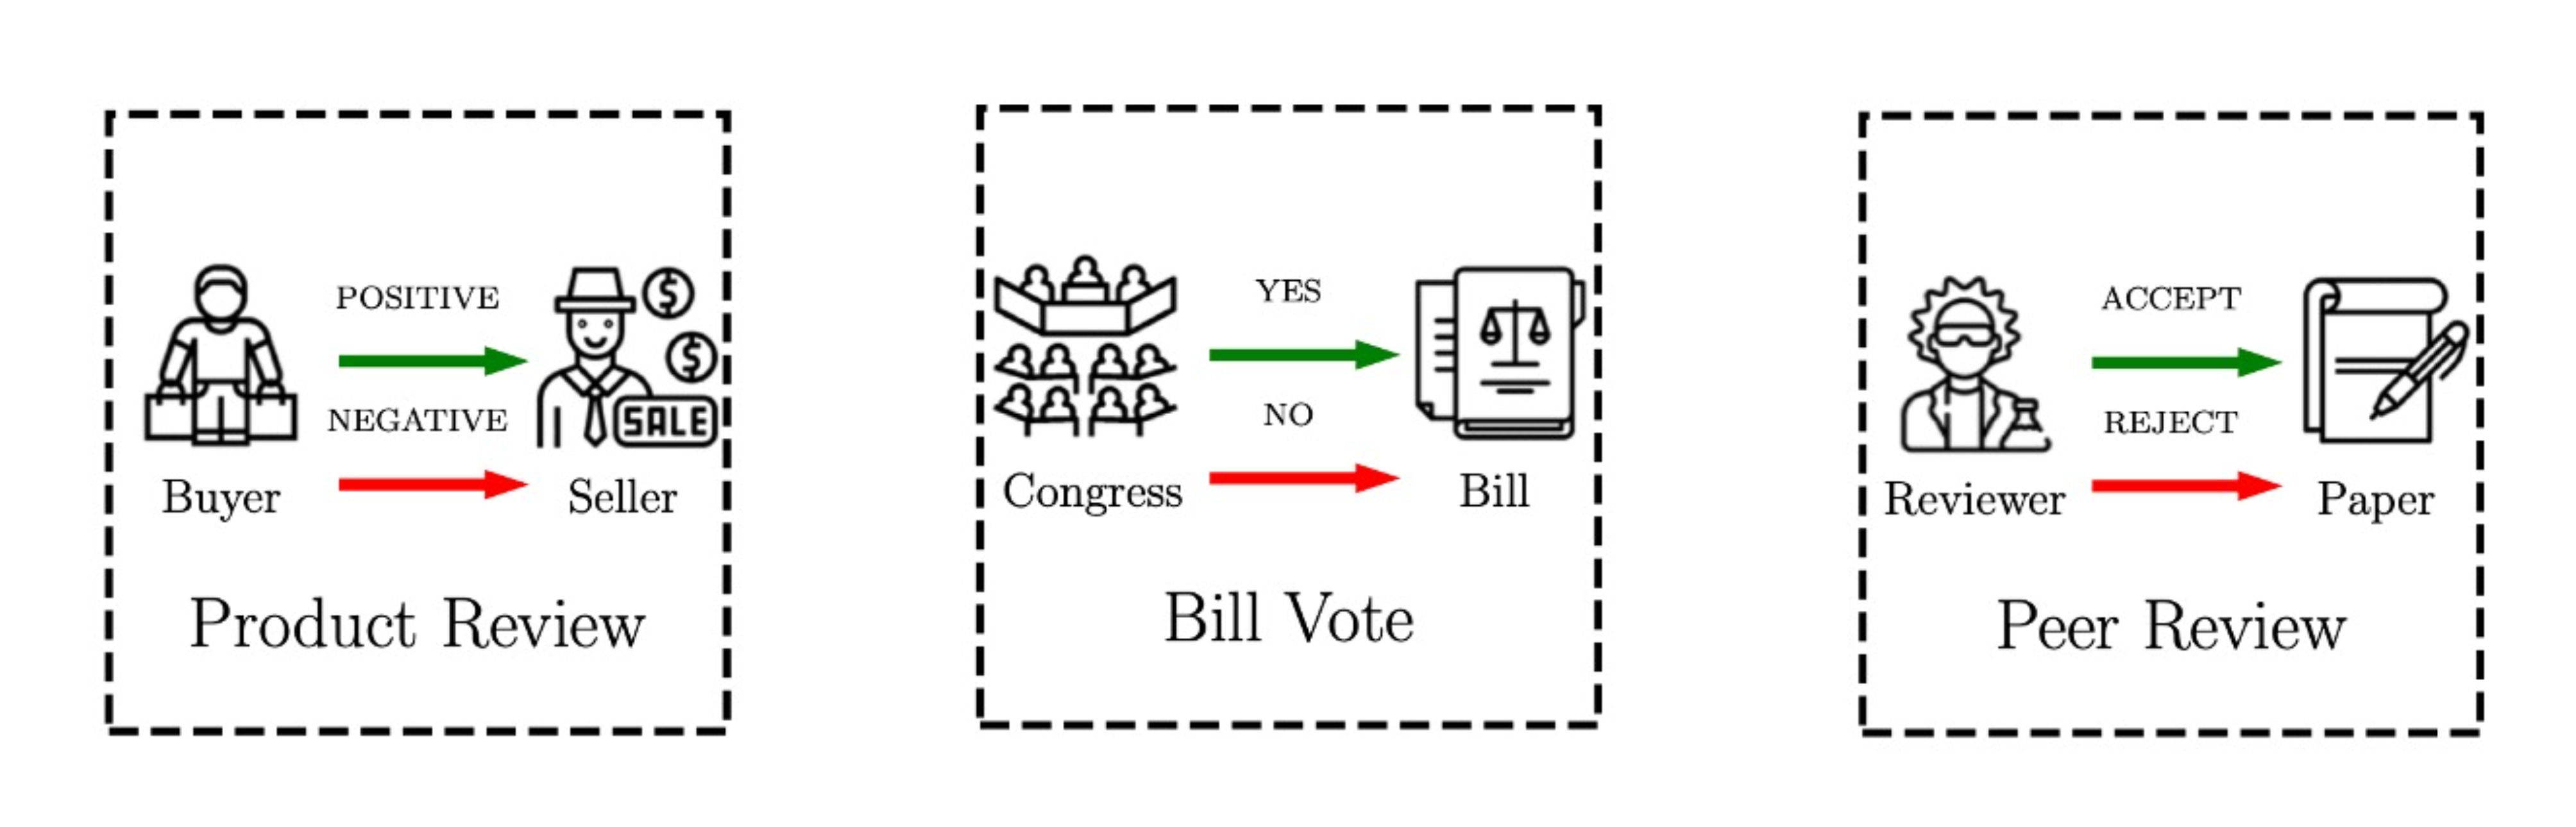 POSITIVE
NEGATIVE
$
$
SALE
Buyer
Seller
Product Review
YES
NO
Congress
Bill
Bill Vote
ACCEPT
REJECT
Reviewer
Paper
Peer Review